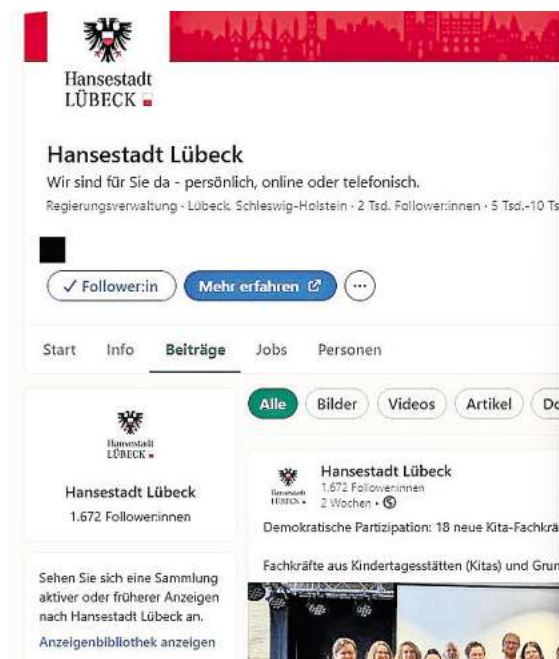 Hansestadt
LÜBECK
Hansestadt Lübeck
Wir sind für Sie da - persönlich, online oder telefonisch.
Regierungsverwaltung · Lübeck, Schleswig-Holstein · 2 Tsd. Follower:innen · 5 Tsd.-10 Ts
✓ Follower:in Mehr erfahren ···
Start Info Beiträge Jobs Personen
Alle Bilder Videos Artikel Do
Hansestadt
LÜBECK
Hansestadt Lübeck
1.672 Follower:innen
Sehen Sie sich eine Sammlung
aktiver oder früherer Anzeigen
nach Hansestadt Lübeck an.
Anzeigenbibliothek anzeigen
Hansestadt
LÜBECK
Hansestadt Lübeck
1.672 Follower:innen
2 Wochen •
Demokratische Partizipation: 18 neue Kita-Fachkrä
Fachkräfte aus Kindertagesstätten (Kitas) und Grun